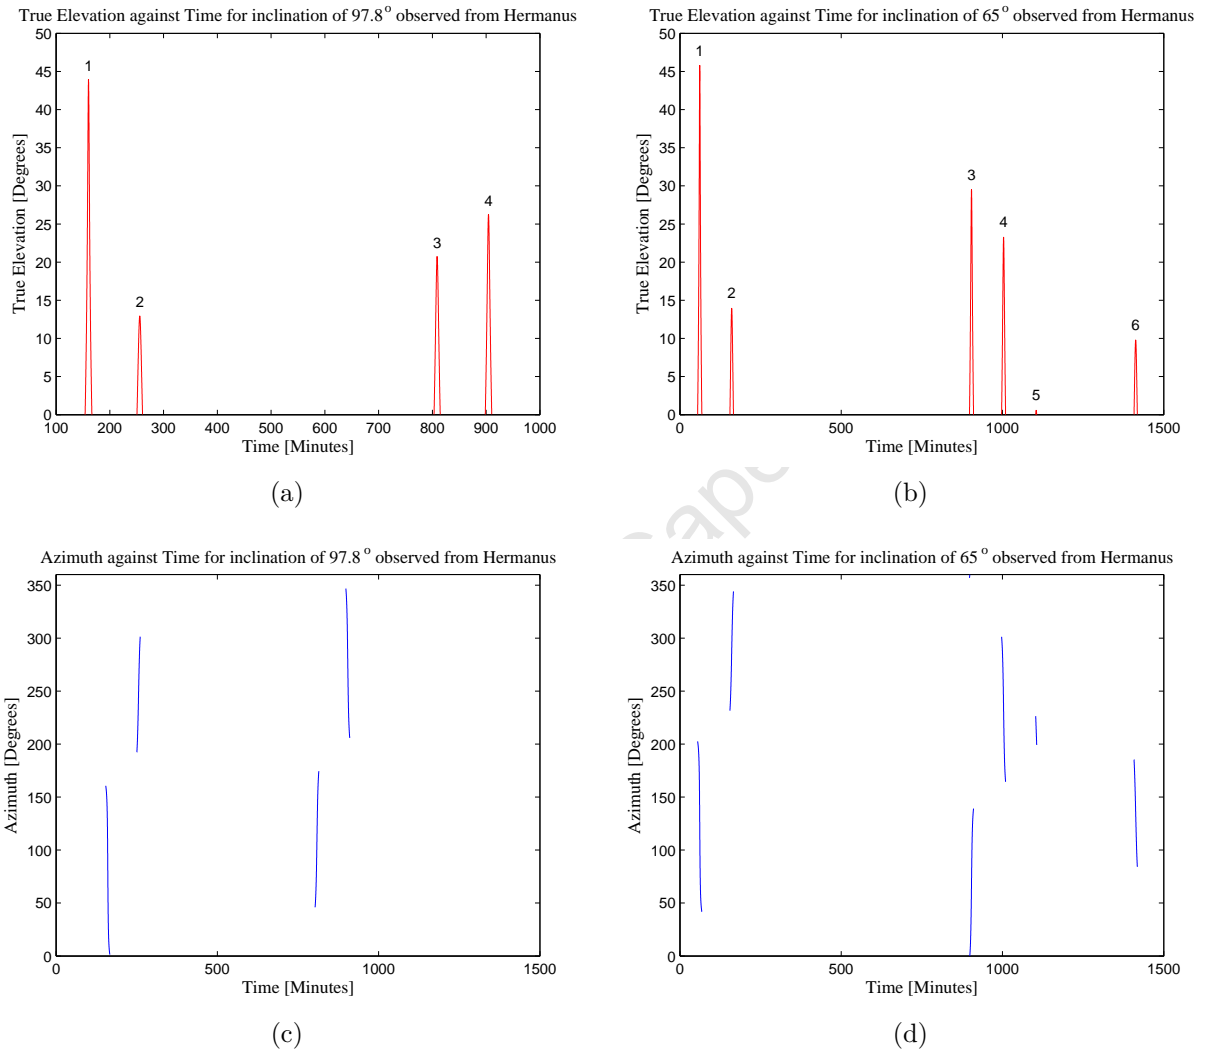 True Elevation against Time for inclination of 97.8° observed from Hermanus
50
45
40
35
30
25
20
15
10
5
0
True Elevation [Degrees]
1
2
3
4
100 200 300 400 500 600 700 800 900 1000
Time [Minutes]
(a)
True Elevation against Time for inclination of 65° observed from Hermanus
50
45
40
35
30
25
20
15
10
5
0
True Elevation [Degrees]
1
2
3
4
5
6
0 500 1000 1500
Time [Minutes]
(b)
Cape
Azimuth against Time for inclination of 97.8° observed from Hermanus
350
300
250
200
150
100
50
0
Azimuth [Degrees]
0 500 1000 1500
Time [Minutes]
(c)
Azimuth against Time for inclination of 65° observed from Hermanus
350
300
250
200
150
100
50
0
Azimuth [Degrees]
0 500 1000 1500
Time [Minutes]
(d)